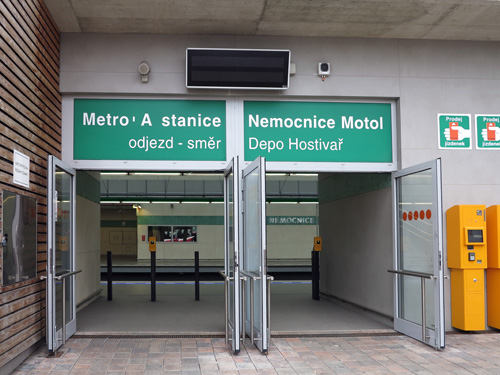 Metro A stanice
odjezd - směr
Nemocnice Motol
Depo Hostivař
Prodej
jízdenek
Prodej
jízdenek
NEMOCNICE